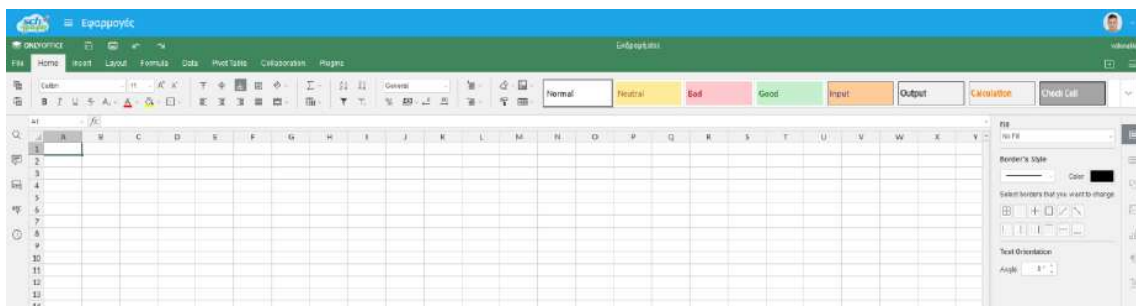 Εφαρμογές
ONLYOFFICE
File Home Insert Layout Formula Data Pivot Table Collaboration Plugins
Calibri 11 General Normal Neutral Bad Good Input Output Calculation Check Cell
B I U
A1 fx
A B C D E F G H I J K L M N O P Q R S T U V W X Y
1
2
3
4
5
6
7
8
9
10
11
12
13
14
Fill
No Fill
Border's Style
Color
Select borders that you want to change
Text Orientation
Angle